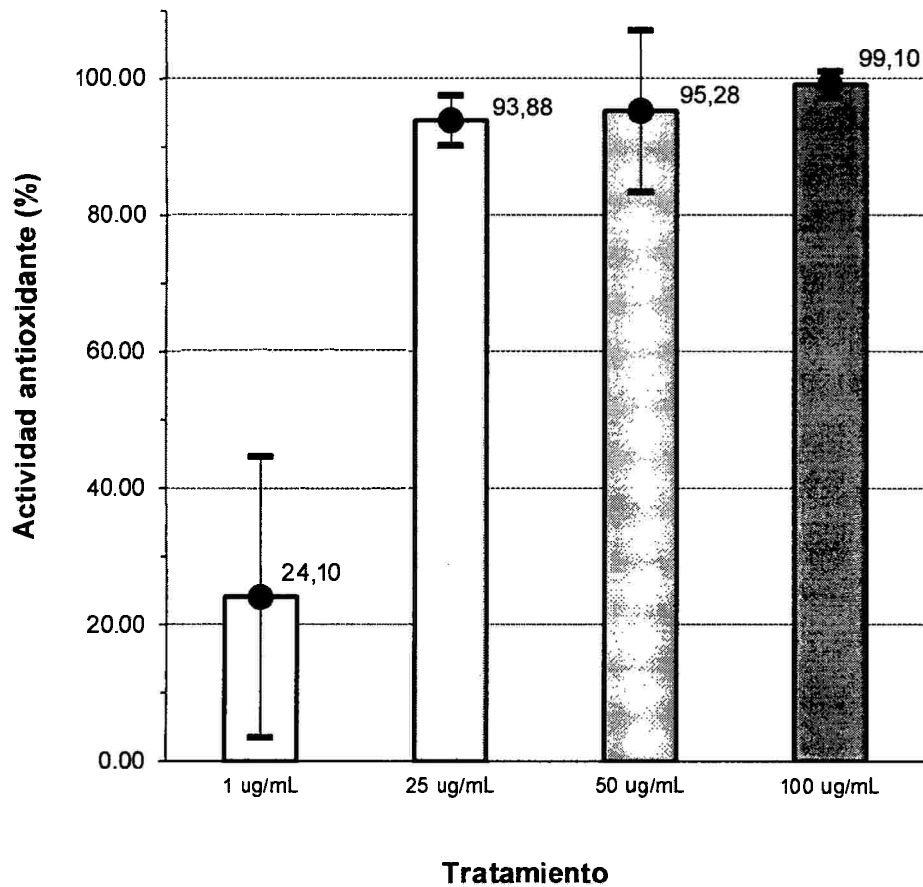 Actividad antioxidante (%)
100.00
80.00
60.00
40.00
20.00
0.00
24,10
93,88
95,28
99,10
1 ug/mL
25 ug/mL
50 ug/mL
100 ug/mL
Tratamiento